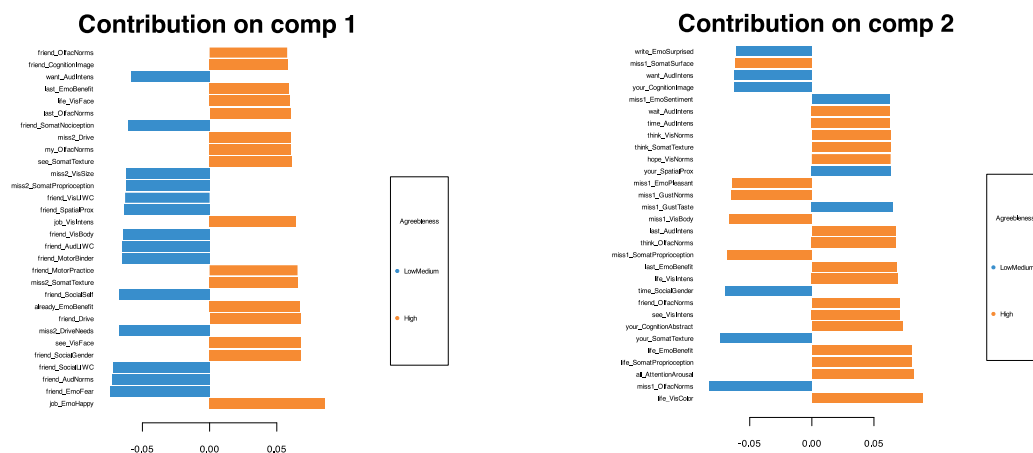 Contribution on comp 1
friend_OlfacNorms
friend_CognitionImage
want_AudIntens
last_EmoBenefit
life_VisFace
last_OlfacNorms
friend_SomatNociception
miss2_Drive
my_OlfacNorms
see_SomatTexture
miss2_VisSize
miss2_SomatProprioception
friend_VisLIWC
friend_SpatialProx
job_VisIntens
friend_VisBody
friend_AudLIWC
friend_MotorBinder
friend_MotorPractice
miss2_SomatTexture
friend_SocialSelf
already_EmoBenefit
friend_Drive
miss2_DriveNeeds
see_VisFace
friend_SocialGender
friend_SocialLIWC
friend_AudNorms
friend_EmoFear
job_EmoHappy
-0.05 0.00 0.05
Agreebleness
LowMedium
High
Contribution on comp 2
write_EmoSurprised
miss1_SomatSurface
want_AudIntens
your_CognitionImage
miss1_EmoSentiment
wait_AudIntens
time_AudIntens
think_VisNorms
think_SomatTexture
hope_VisNorms
your_SpatialProx
miss1_EmoPleasant
miss1_GustNorms
miss1_GustTaste
miss1_VisBody
last_AudIntens
think_OlfacNorms
miss1_SomatProprioception
last_EmoBenefit
life_VisIntens
time_SocialGender
friend_OlfacNorms
see_VisIntens
your_CognitionAbstract
your_SomatTexture
life_EmoBenefit
life_SomatProprioception
all_AttentionArousal
miss1_OlfacNorms
life_VisColor
-0.05 0.00 0.05
Agreebleness
LowMedium
High